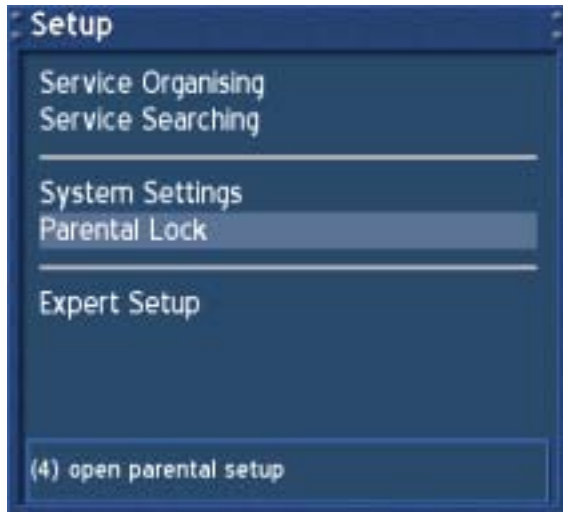 Setup
Service Organising
Service Searching
System Settings
Parental Lock
Expert Setup
(4) open parental setup